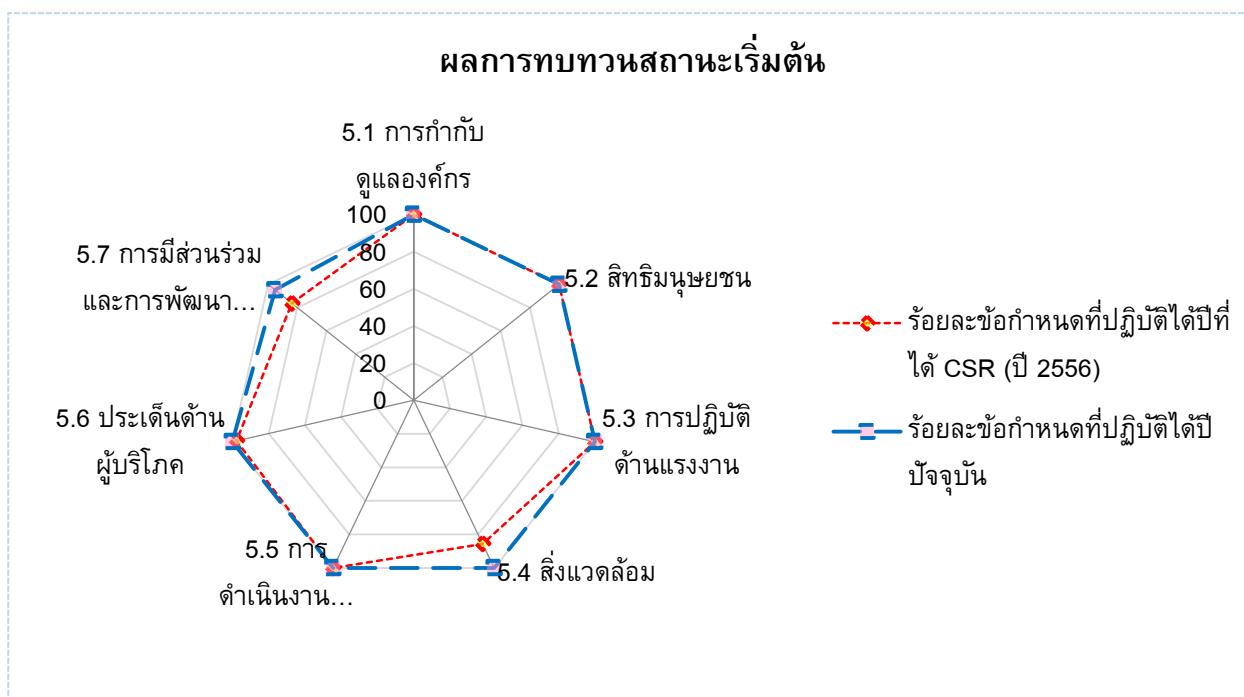 ผลการทบทวนสถานะเริ่มต้น
5.1 การกำกับ
ดูแลองค์กร
100
80
60
40
20
0
5.2 สิทธิมนุษยชน
5.3 การปฏิบัติ
ด้านแรงงาน
5.4 สิ่งแวดล้อม
5.5 การ
ดำเนินงาน...
5.6 ประเด็นด้าน
ผู้บริโภค
5.7 การมีส่วนร่วม
และการพัฒนา...
ร้อยละข้อกำหนดที่ปฏิบัติได้ปีที่
ได้ CSR (ปี 2556)
ร้อยละข้อกำหนดที่ปฏิบัติได้ปี
ปัจจุบัน